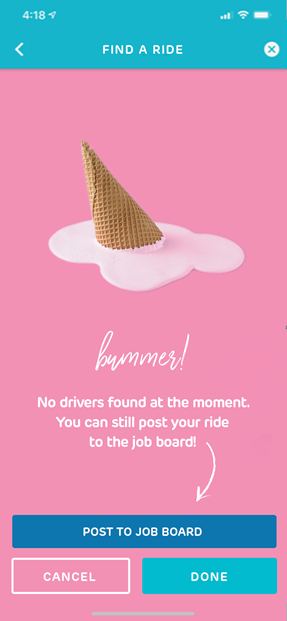 4:18
FIND A RIDE
bummer!
No drivers found at the moment.
You can still post your ride
to the job board!
POST TO JOB BOARD
CANCEL
DONE